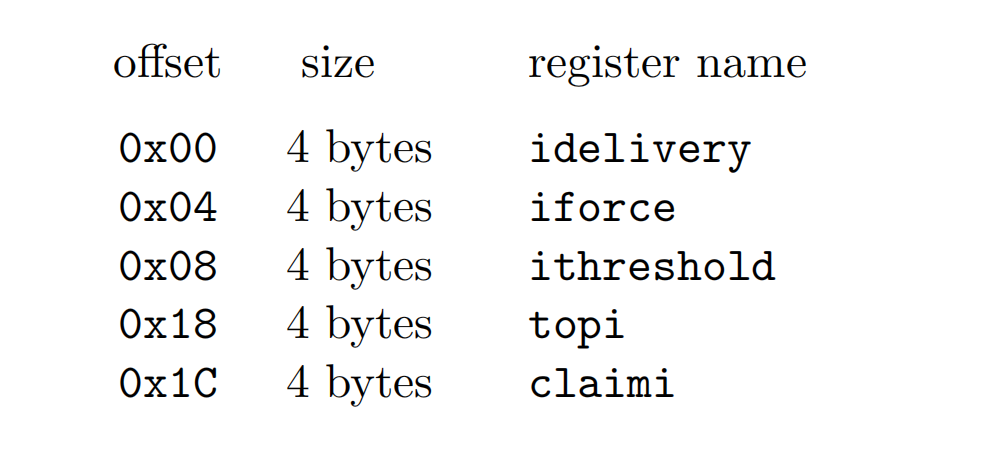 offset size register name
0x00 4 bytes idelivery
0x04 4 bytes iforce
0x08 4 bytes ithreshold
0x18 4 bytes topi
0x1C 4 bytes claimi